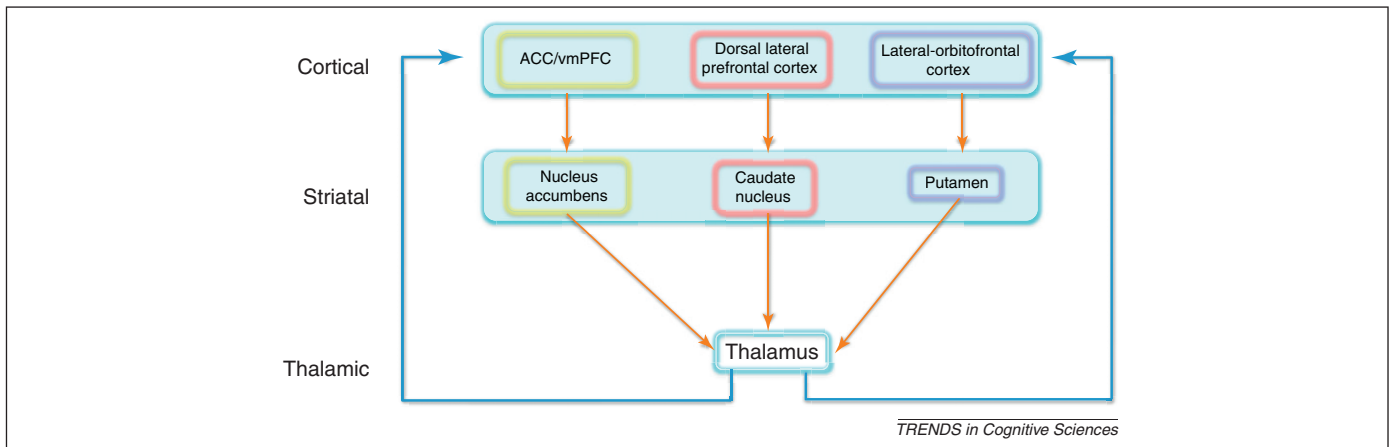 Cortical
ACC/vmPFC
Dorsal lateral
prefrontal cortex
Lateral-orbitofrontal
cortex
Striatal
Nucleus
accumbens
Caudate
nucleus
Putamen
Thalamic
Thalamus
TRENDS in Cognitive Sciences